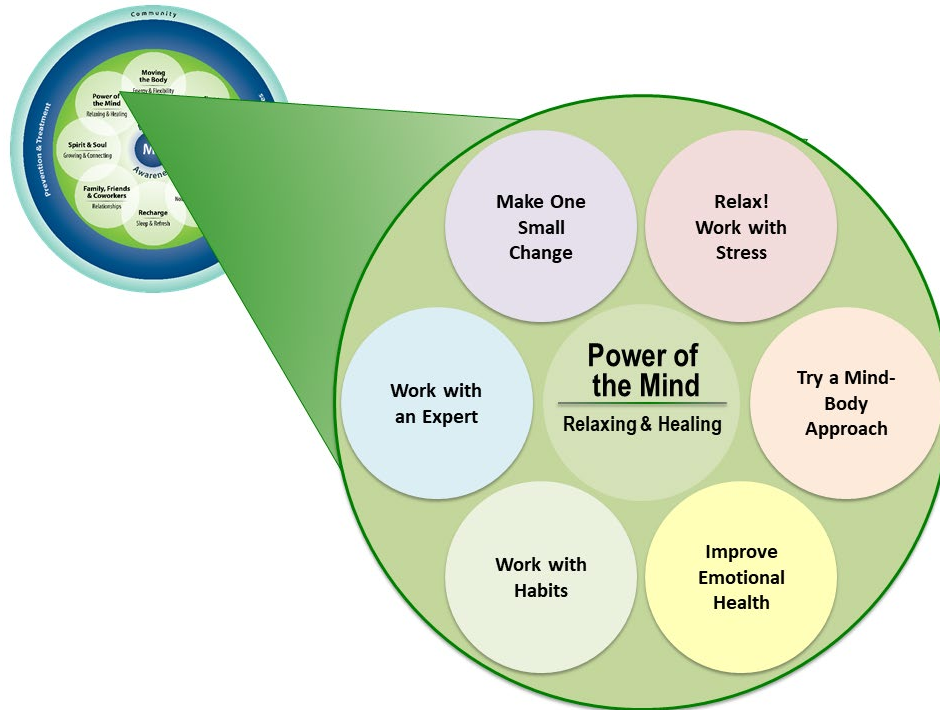 Community
Prevention & Treatment
Moving
the Body
Energy & Flexibility
Power of
the Mind
Relaxing & Healing
Spirit & Soul
Growing & Connecting
Family, Friends
& Coworkers
Relationships
Recharge
Sleep & Refresh
Make One
Small
Change
Relax!
Work with
Stress
Work with
an Expert
Power of
the Mind
Relaxing & Healing
Try a Mind-
Body
Approach
Work with
Habits
Improve
Emotional
Health